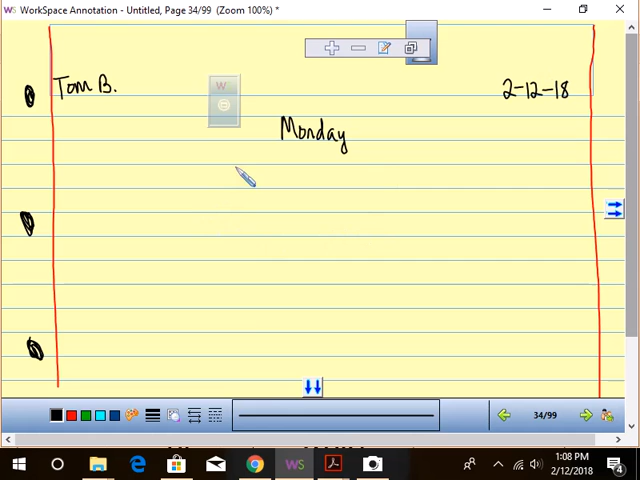 WorkSpace Annotation - Untitled, Page 34/99 (Zoom 100%) *
Tom B.
2-12-18
Monday
34/99
1:08 PM
2/12/2018
4